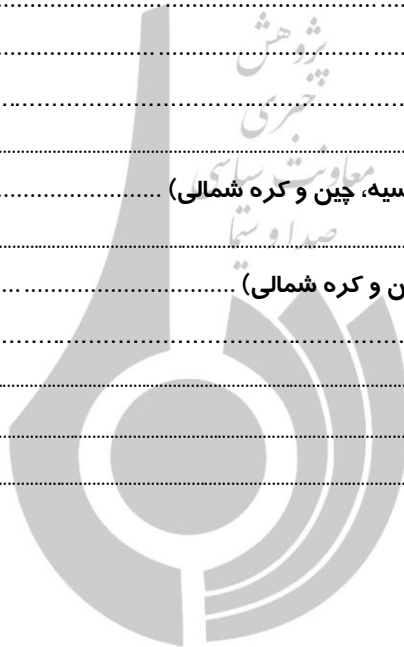 پژوهش
خبری
معاونت سیاسی
سیه، چین و کره شمالی) ........................
صدا و سیما
ن و کره شمالی) ................................ ...